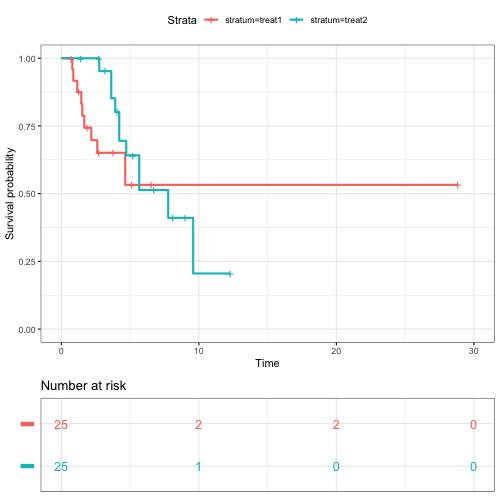 Strata stratum=treat1 stratum=treat2
Survival probability
1.00
0.75
0.50
0.25
0.00
0 10 20 30
Time
Number at risk
25 2 2 0
25 1 0 0